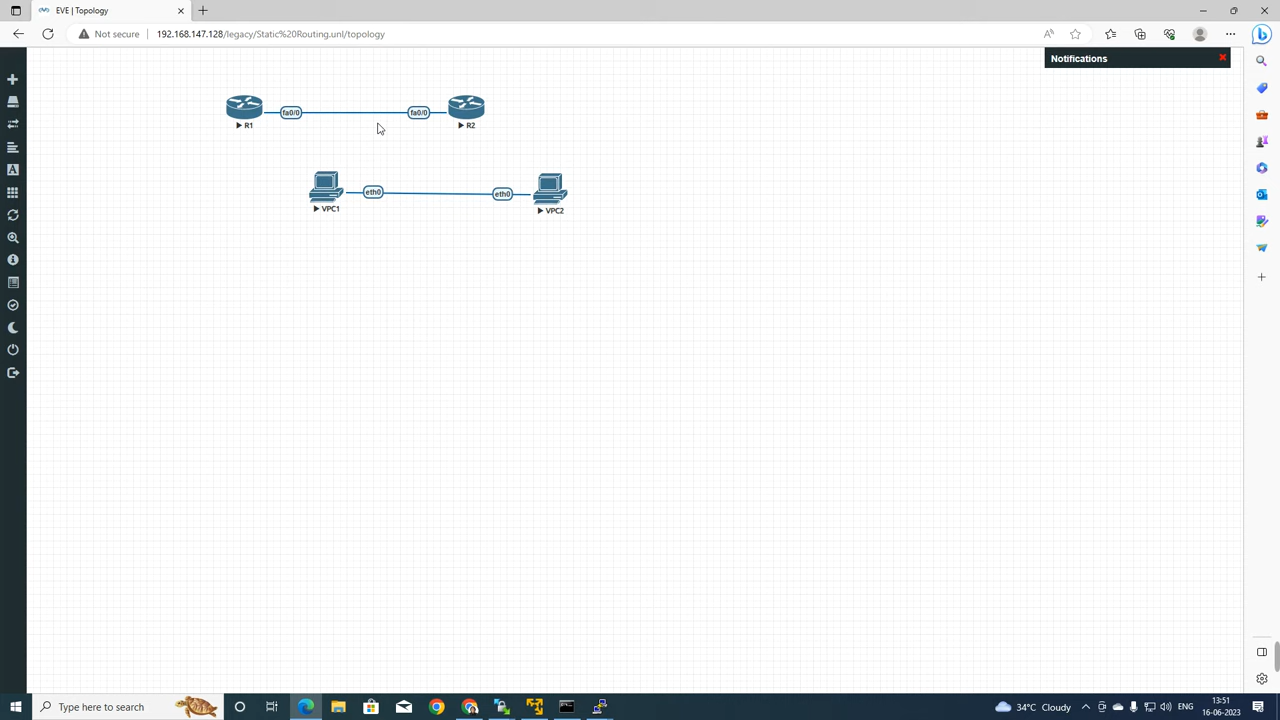 EVE | Topology
Not secure
192.168.147.128/legacy/Static%20Routing.unl/topology
Notifications
fa0/0
fa0/0
R1
R2
eth0
eth0
VPC1
VPC2
Type here to search
34°C Cloudy
ENG
13:51
16-06-2023